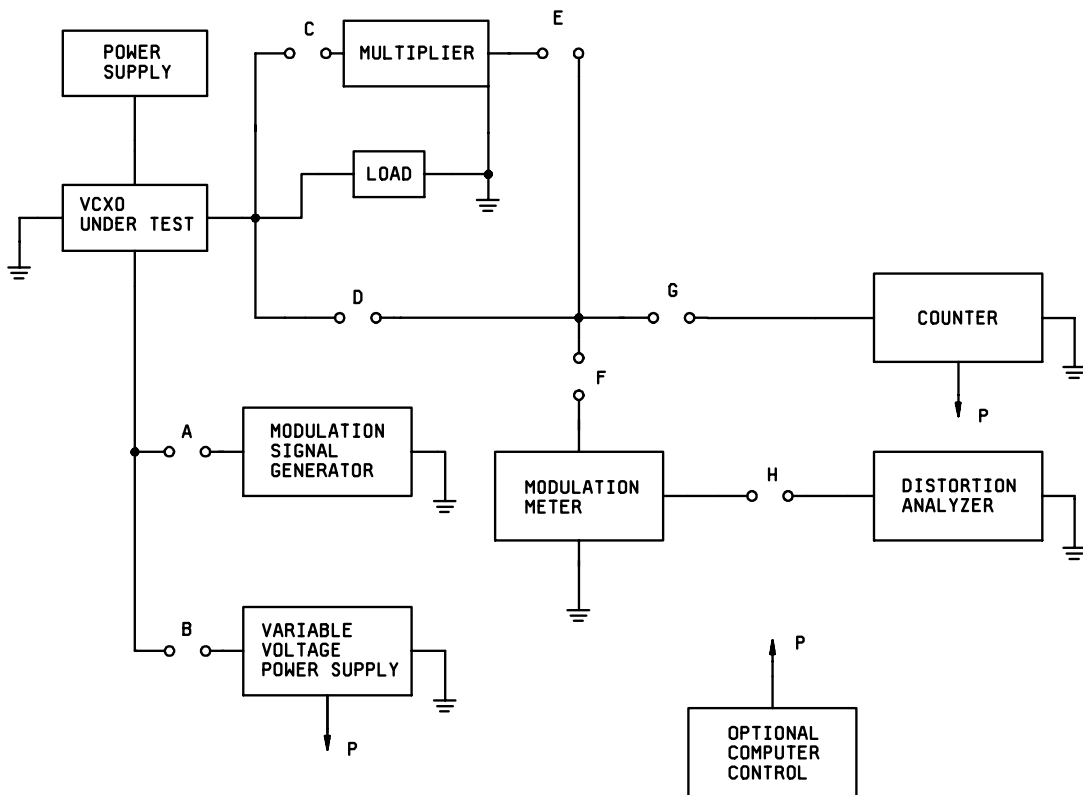 C
E
POWER
SUPPLY
MULTIPLIER
LOAD
VCXO
UNDER TEST
D
G
COUNTER
F
P
A
MODULATION
SIGNAL
GENERATOR
MODULATION
METER
H
DISTORTION
ANALYZER
B
VARIABLE
VOLTAGE
POWER SUPPLY
P
P
OPTIONAL
COMPUTER
CONTROL